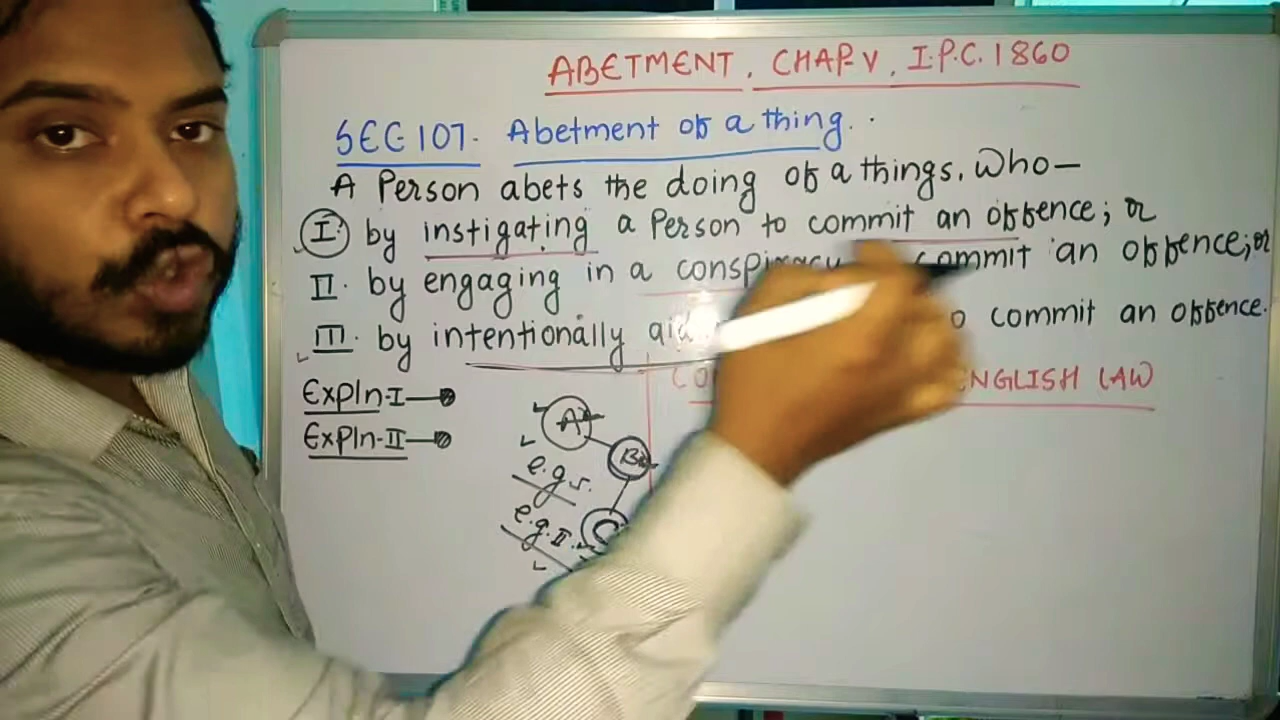 ABETMENT, CHAP. V, I.P.C. 1860
SEC-107. Abetment of a thing.
A Person abets the doing of a things, who—
I. by instigating a Person to commit an offence; or
II. by engaging in a conspiracy commit an offence; or
III. by intentionally aid o commit an offence.
Expln-I
Expln-II
ENGLISH LAW
A
B
e.g.
e.g. II.
C